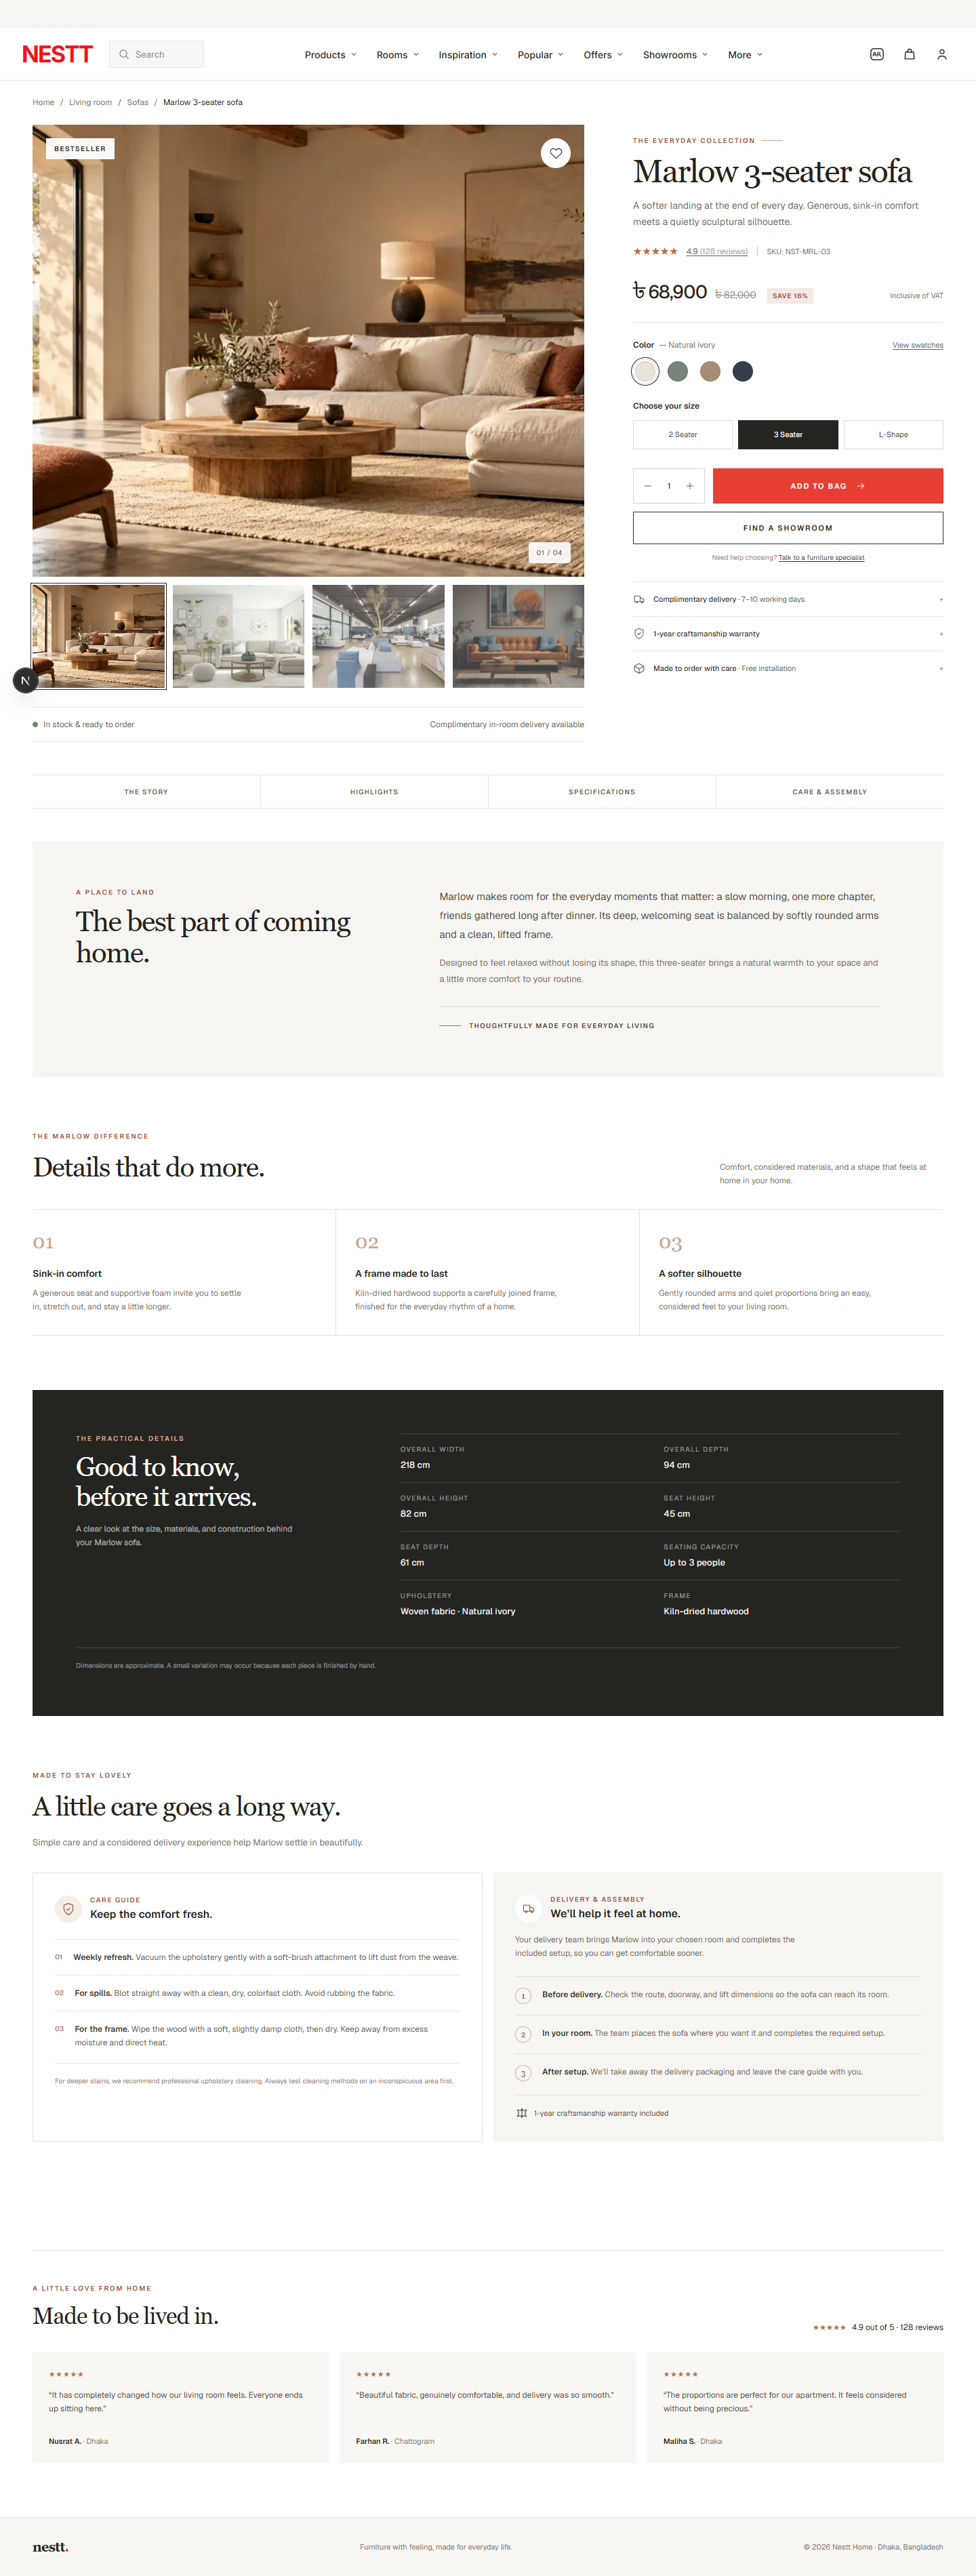 NESTT
Search
Products
Rooms
Inspiration
Popular
Offers
Showrooms
More
AR
Home / Living room / Sofas / Marlow 3-seater sofa
BESTSELLER
01 / 04
N
In stock & ready to order
Complimentary in-room delivery available
THE EVERYDAY COLLECTION
Marlow 3-seater sofa
A softer landing at the end of every day. Generous, sink-in comfort
meets a quietly sculptural silhouette.
★★★★★ 4.9 (128 reviews) | SKU: NST-MRL-03
৳ 68,900 ৳ 82,000 SAVE 16% Inclusive of VAT
Color — Natural ivory
View swatches
Choose your size
2 Seater
3 Seater
L-Shape
− 1 +
ADD TO BAG →
FIND A SHOWROOM
Need help choosing? Talk to a furniture specialist
Complimentary delivery · 7–10 working days +
1-year craftsmanship warranty +
Made to order with care · Free installation +
THE STORY
HIGHLIGHTS
SPECIFICATIONS
CARE & ASSEMBLY
A PLACE TO LAND
The best part of coming
home.
Marlow makes room for the everyday moments that matter: a slow morning, one more chapter,
friends gathered long after dinner. Its deep, welcoming seat is balanced by softly rounded arms
and a clean, lifted frame.
Designed to feel relaxed without losing its shape, this three-seater brings a natural warmth to your space and
a little more comfort to your routine.
THOUGHTFULLY MADE FOR EVERYDAY LIVING
THE MARLOW DIFFERENCE
Details that do more.
Comfort, considered materials, and a shape that feels at
home in your home.
01
Sink-in comfort
A generous seat and supportive foam invite you to settle
in, stretch out, and stay a little longer.
02
A frame made to last
Kiln-dried hardwood supports a carefully joined frame,
finished for the everyday rhythm of a home.
03
A softer silhouette
Gently rounded arms and quiet proportions bring an easy,
considered feel to your living room.
THE PRACTICAL DETAILS
Good to know,
before it arrives.
A clear look at the size, materials, and construction behind
your Marlow sofa.
OVERALL WIDTH
218 cm
OVERALL DEPTH
94 cm
OVERALL HEIGHT
82 cm
SEAT HEIGHT
45 cm
SEAT DEPTH
61 cm
SEATING CAPACITY
Up to 3 people
UPHOLSTERY
Woven fabric · Natural ivory
FRAME
Kiln-dried hardwood
Dimensions are approximate. A small variation may occur because each piece is finished by hand.
MADE TO STAY LOVELY
A little care goes a long way.
Simple care and a considered delivery experience help Marlow settle in beautifully.
CARE GUIDE
Keep the comfort fresh.
01 Weekly refresh. Vacuum the upholstery gently with a soft-brush attachment to lift dust from the weave.
02 For spills. Blot straight away with a clean, dry, colorfast cloth. Avoid rubbing the fabric.
03 For the frame. Wipe the wood with a soft, slightly damp cloth, then dry. Keep away from excess
moisture and direct heat.
For deeper stains, we recommend professional upholstery cleaning. Always test cleaning methods on an inconspicuous area first.
DELIVERY & ASSEMBLY
We'll help it feel at home.
Your delivery team brings Marlow into your chosen room and completes the
included setup, so you can get comfortable sooner.
1 Before delivery. Check the route, doorway, and lift dimensions so the sofa can reach its room.
2 In your room. The team places the sofa where you want it and completes the required setup.
3 After setup. We'll take away the delivery packaging and leave the care guide with you.
1-year craftsmanship warranty included
A LITTLE LOVE FROM HOME
Made to be lived in.
★★★★★ 4.9 out of 5 · 128 reviews
★★★★★
"It has completely changed how our living room feels. Everyone ends
up sitting here."
Nusrat A. · Dhaka
★★★★★
"Beautiful fabric, genuinely comfortable, and delivery was so smooth."
Farhan R. · Chattogram
★★★★★
"The proportions are perfect for our apartment. It feels considered
without being precious."
Maliha S. · Dhaka
nestt.
Furniture with feeling, made for everyday life.
© 2026 Nestt Home · Dhaka, Bangladesh